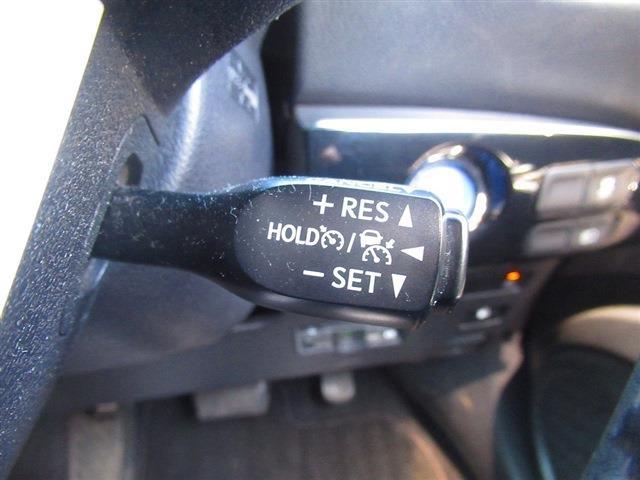 + RES ▲
HOLD / ◀
− SET ▼